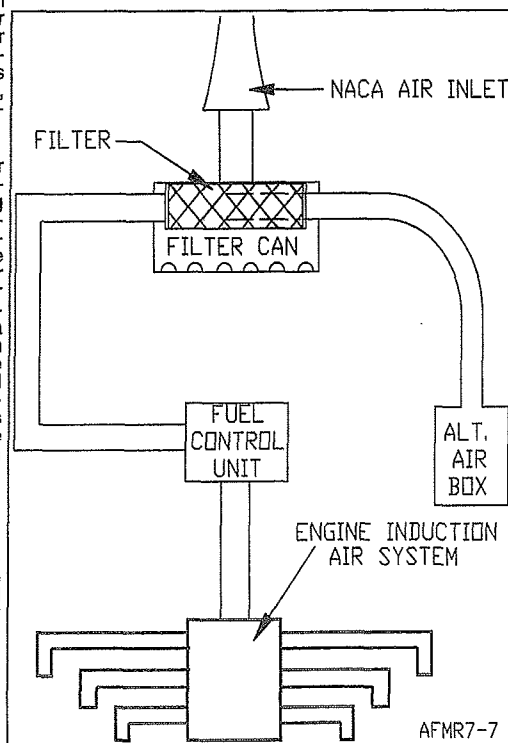 NACA AIR INLET
FILTER
FILTER CAN
FUEL
CONTROL
UNIT
ALT.
AIR
BOX
ENGINE INDUCTION
AIR SYSTEM
AFMR7-7